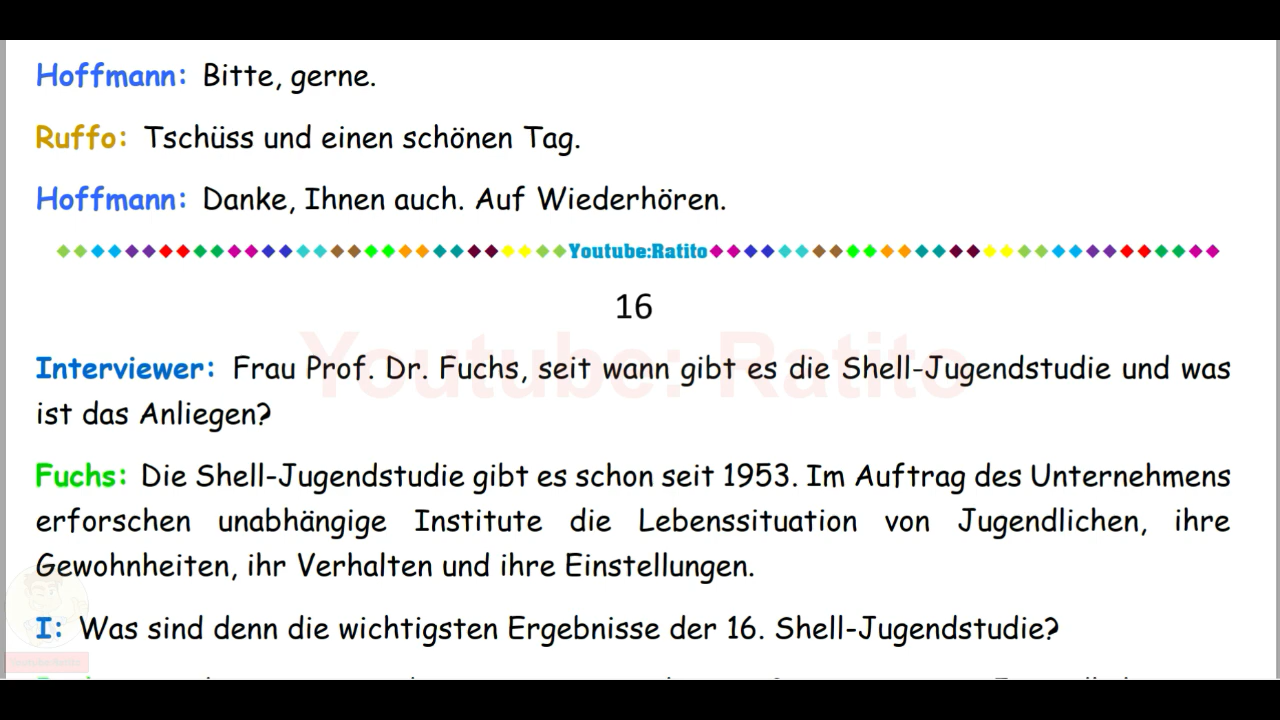 Hoffmann: Bitte, gerne.
Ruffo: Tschüss und einen schönen Tag.
Hoffmann: Danke, Ihnen auch. Auf Wiederhören.
Youtube:Ratito
16
Youtube: Ratito
Interviewer: Frau Prof. Dr. Fuchs, seit wann gibt es die Shell-Jugendstudie und was
ist das Anliegen?
Fuchs: Die Shell-Jugendstudie gibt es schon seit 1953. Im Auftrag des Unternehmens
erforschen unabhängige Institute die Lebenssituation von Jugendlichen, ihre
Gewohnheiten, ihr Verhalten und ihre Einstellungen.
I: Was sind denn die wichtigsten Ergebnisse der 16. Shell-Jugendstudie?